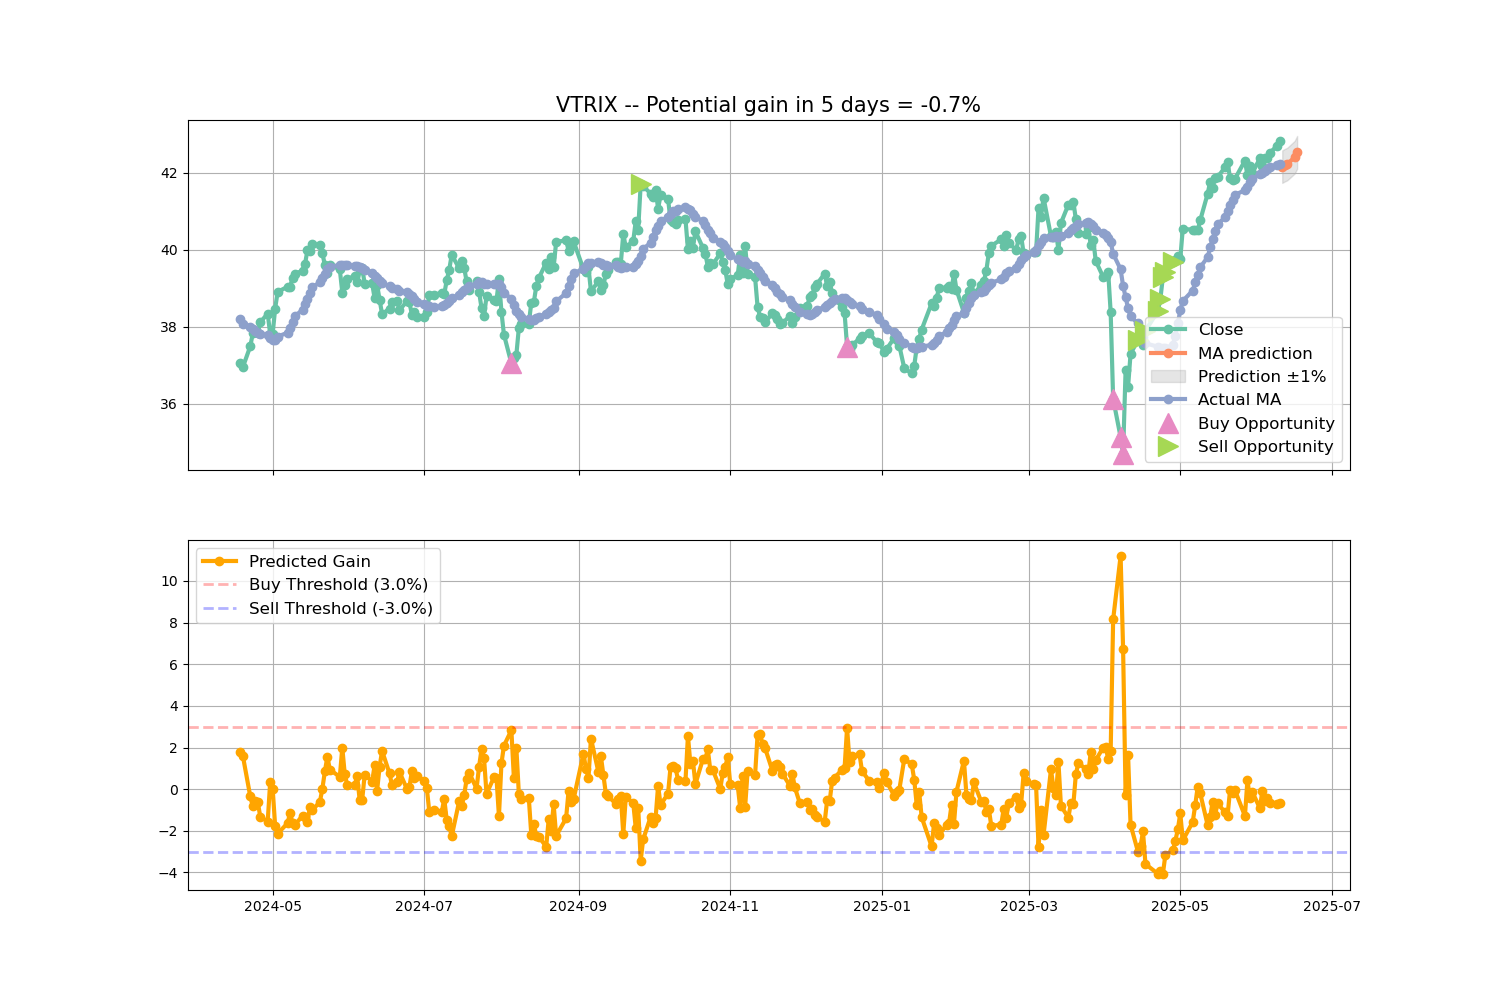 VTRIX -- Potential gain in 5 days = -0.7%
42
40
38
36
Close
MA prediction
Prediction ±1%
Actual MA
Buy Opportunity
Sell Opportunity
Predicted Gain
Buy Threshold (3.0%)
Sell Threshold (-3.0%)
10
8
6
4
2
0
−2
−4
2024-05 2024-07 2024-09 2024-11 2025-01 2025-03 2025-05 2025-07